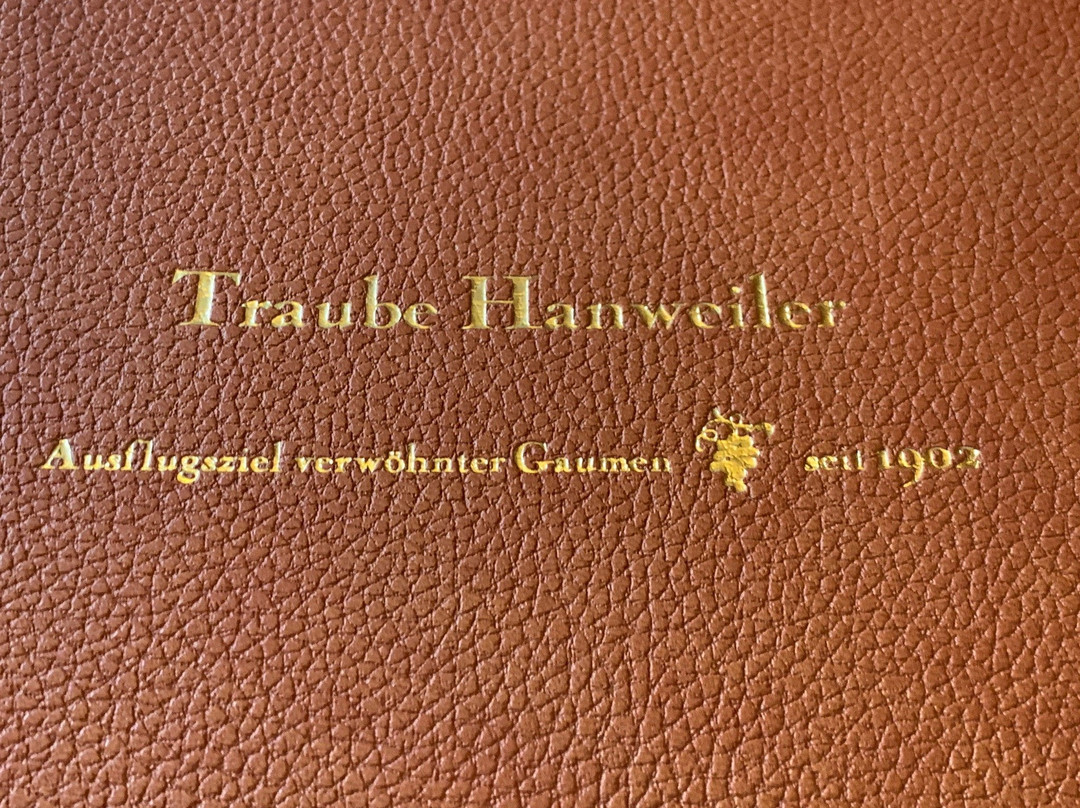 Traube Hanweiler
Ausflugsziel verwöhnter Gaumen seit 1902